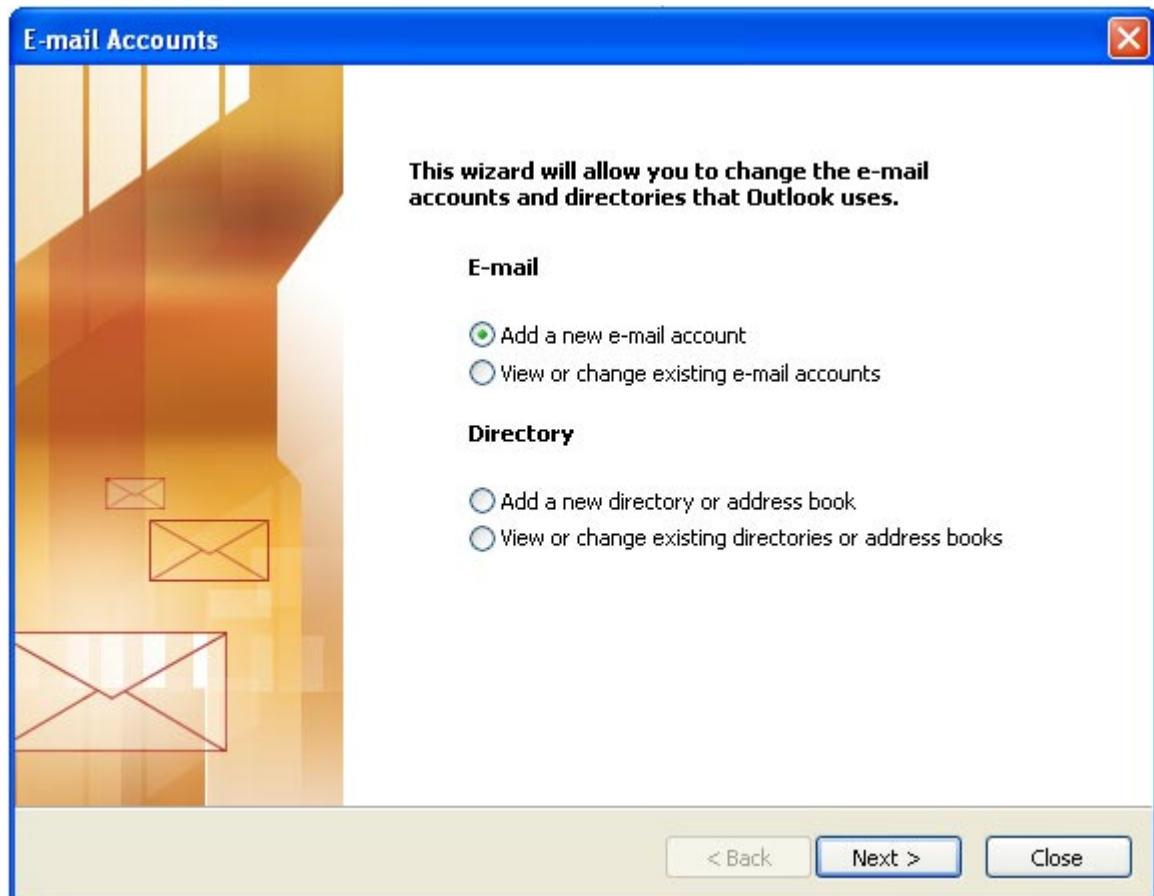 E-mail Accounts
This wizard will allow you to change the e-mail
accounts and directories that Outlook uses.
E-mail
Add a new e-mail account
View or change existing e-mail accounts
Directory
Add a new directory or address book
View or change existing directories or address books
< Back Next > Close